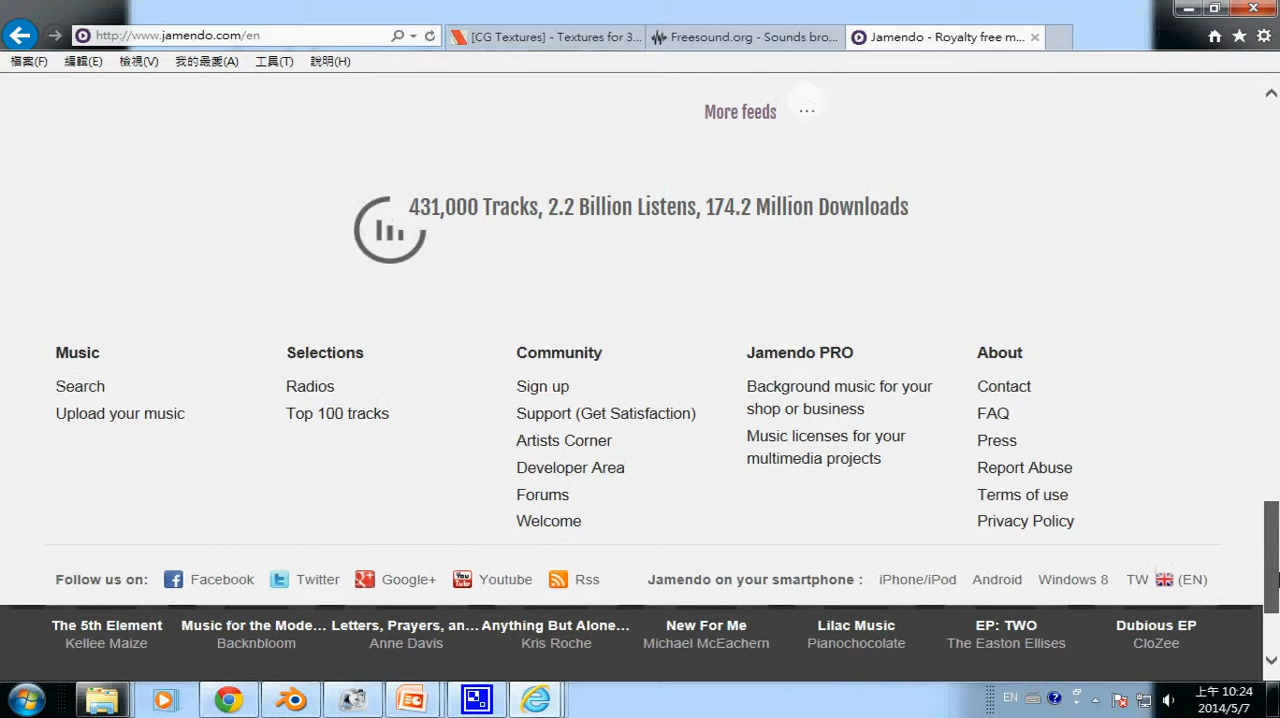 http://www.jamendo.com/en
[CG Textures] - Textures for 3...
Freesound.org - Sounds bro...
Jamendo - Royalty free m...
檔案(F) 編輯(E) 檢視(V) 我的最愛(A) 工具(T) 說明(H)
More feeds ...
431,000 Tracks, 2.2 Billion Listens, 174.2 Million Downloads
Music
Search
Upload your music
Selections
Radios
Top 100 tracks
Community
Sign up
Support (Get Satisfaction)
Artists Corner
Developer Area
Forums
Welcome
Jamendo PRO
Background music for your
shop or business
Music licenses for your
multimedia projects
About
Contact
FAQ
Press
Report Abuse
Terms of use
Privacy Policy
Follow us on: Facebook Twitter Google+ Youtube Rss Jamendo on your smartphone : iPhone/iPod Android Windows 8 TW (EN)
The 5th Element
Kellee Maize
Music for the Mode...
Backnblogn
Letters, Prayers, an...
Anne Davis
Anything But Alone...
Kris Roche
New For Me
Michael McEachern
Lilac Music
Pianochocolate
EP: TWO
The Easton Ellises
Dubious EP
CloZee
EN
上午 10:24
2014/5/7